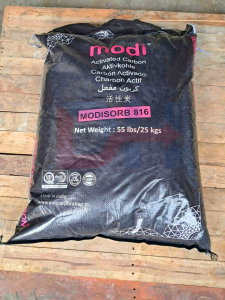 modi
Activated Carbon
Aktivkohle
Carbón Activado
Charbon Actif
كربون مفعل
活性炭
MODISORB 816
Net Weight : 55 lbs/25 kgs